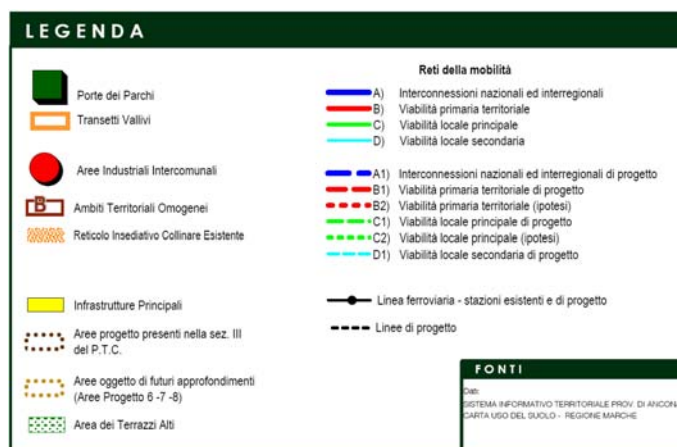 LEGENDA
Porte dei Parchi
Transetti Vallivi
Aree Industriali Intercomunali
B
Ambiti Territoriali Omogenei
Reticolo Insediativo Collinare Esistente
Infrastrutture Principali
Aree progetto presenti nella sez. III
del P.T.C.
Aree oggetto di futuri approfondimenti
(Aree Progetto 6 -7 -8)
Area dei Terrazzi Alti
Reti della mobilità
A) Interconnessioni nazionali ed interregionali
B) Viabilità primaria territoriale
C) Viabilità locale principale
D) Viabilità locale secondaria
A1) Interconnessioni nazionali ed interregionali di progetto
B1) Viabilità primaria territoriale di progetto
B2) Viabilità primaria territoriale (ipotesi)
C1) Viabilità locale principale di progetto
C2) Viabilità locale principale (ipotesi)
D1) Viabilità locale secondaria di progetto
Linea ferroviaria - stazioni esistenti e di progetto
Linee di progetto
FONTI
Dati:
SISTEMA INFORMATIVO TERRITORIALE PROV. DI ANCONA
CARTA USO DEL SUOLO - REGIONE MARCHE